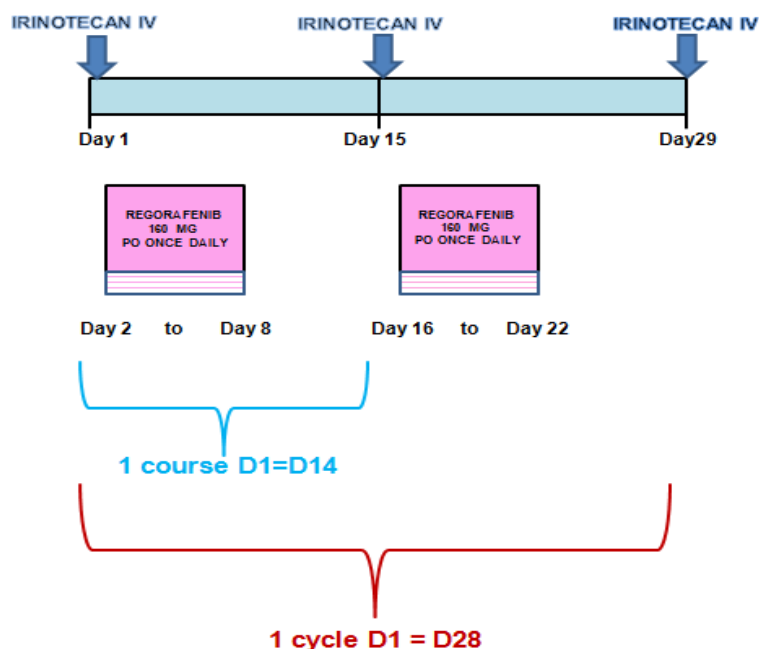 IRINOTECAN IV IRINOTECAN IV IRINOTECAN IV
Day 1 Day 15 Day29
REGORAFENIB
160 MG
PO ONCE DAILY
REGORAFENIB
160 MG
PO ONCE DAILY
Day 2 to Day 8 Day 16 to Day 22
1 course D1=D14
1 cycle D1 = D28